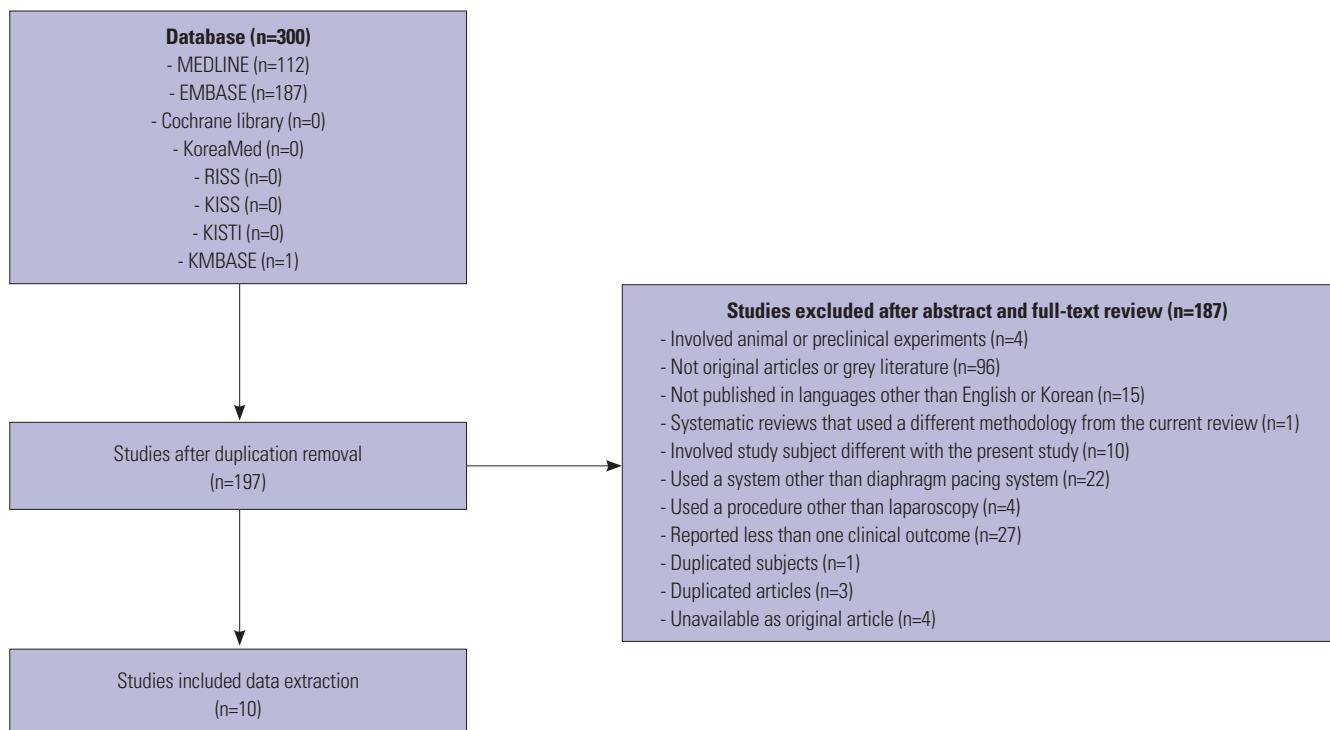 Database (n=300)
- MEDLINE (n=112)
- EMBASE (n=187)
- Cochrane library (n=0)
- KoreaMed (n=0)
- RISS (n=0)
- KISS (n=0)
- KISTI (n=0)
- KMBASE (n=1)
Studies excluded after abstract and full-text review (n=187)
- Involved animal or preclinical experiments (n=4)
- Not original articles or grey literature (n=96)
- Not published in languages other than English or Korean (n=15)
- Systematic reviews that used a different methodology from the current review (n=1)
- Involved study subject different with the present study (n=10)
- Used a system other than diaphragm pacing system (n=22)
- Used a procedure other than laparoscopy (n=4)
- Reported less than one clinical outcome (n=27)
- Duplicated subjects (n=1)
- Duplicated articles (n=3)
- Unavailable as original article (n=4)
Studies after duplication removal
(n=197)
Studies included data extraction
(n=10)